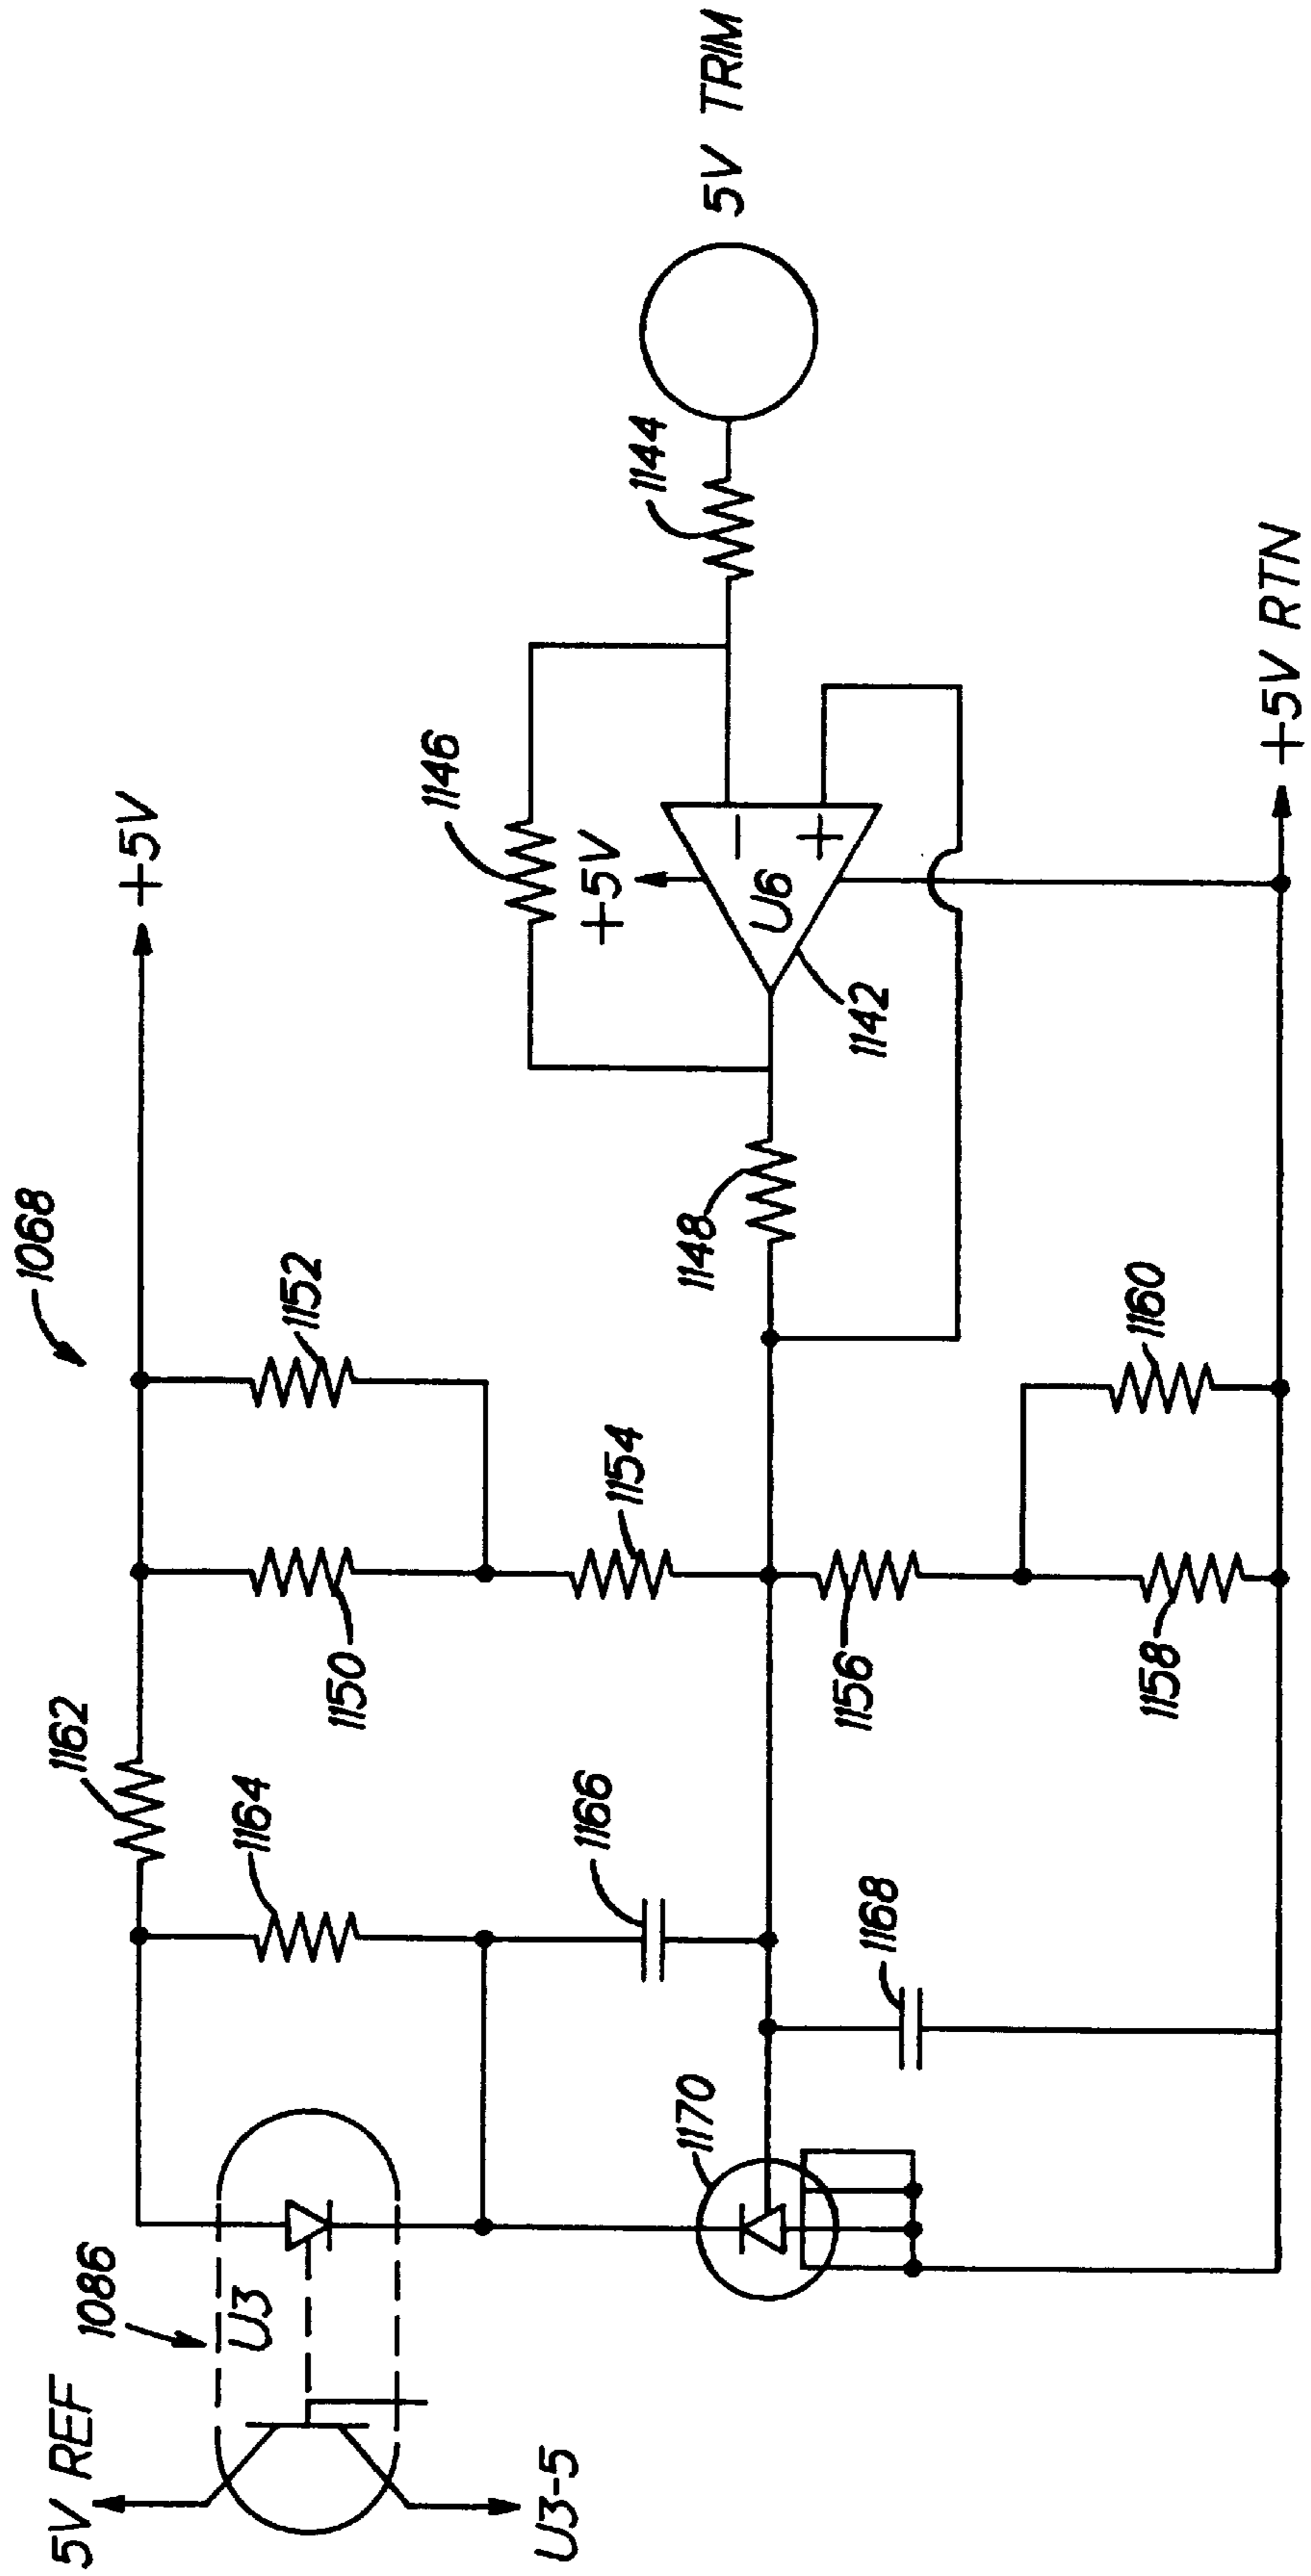 1068
5V REF
1086
U3
U3-5
1162
1164
1166
1168
1170
+5V
1150
1152
1154
1156
1158
1160
1148
1146
+5V
U6
−
+
1142
1144
5V TRIM
+5V RTN